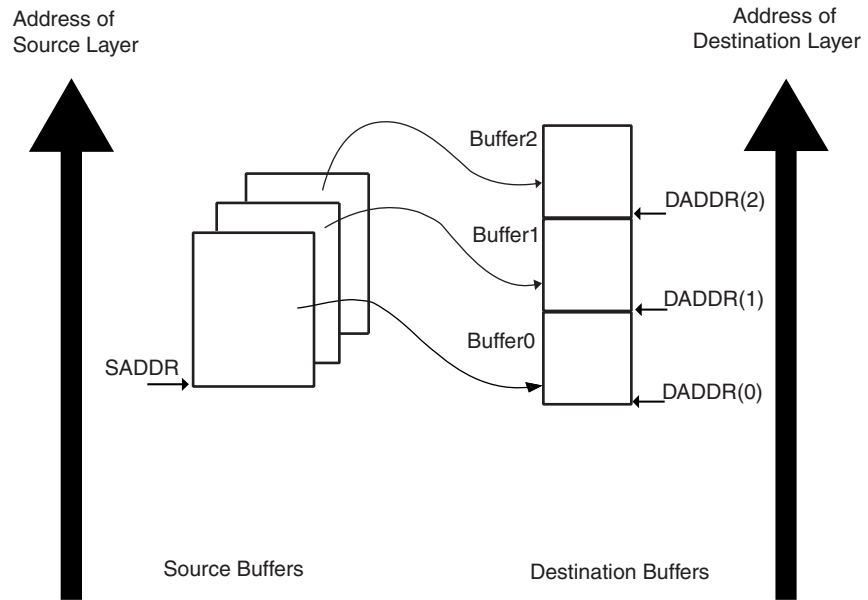 Address of
Source Layer
Address of
Destination Layer
Buffer2
DADDR(2)
Buffer1
DADDR(1)
Buffer0
SADDR
DADDR(0)
Source Buffers
Destination Buffers